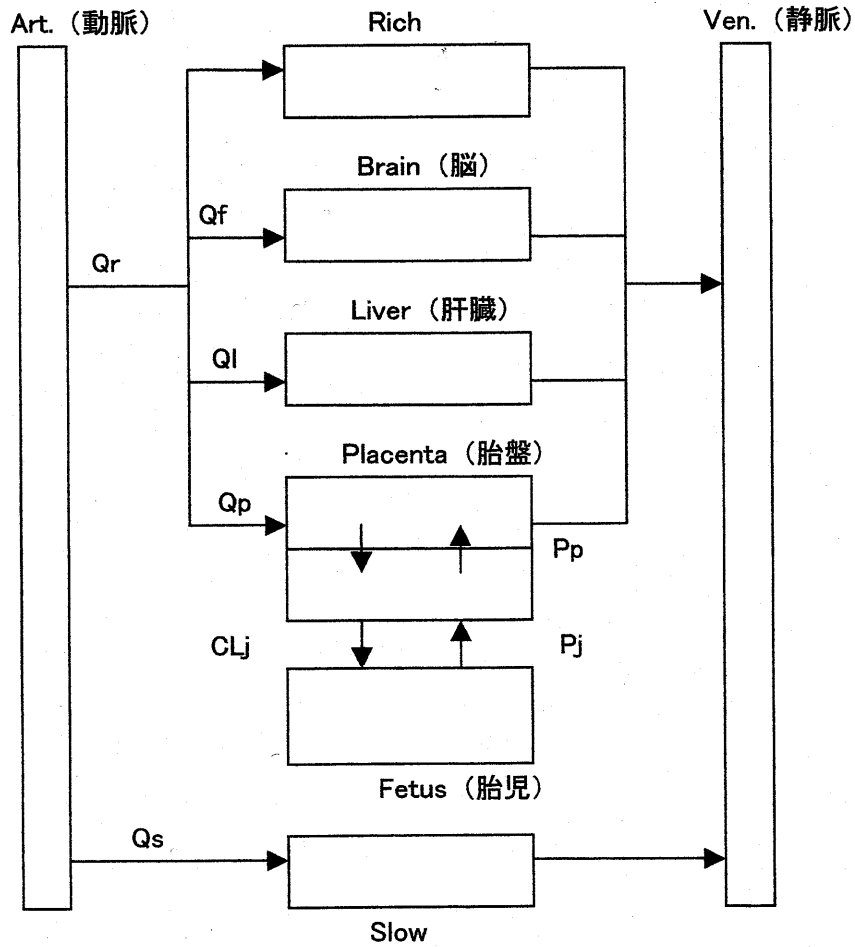 Art.（動脈）
Rich
Ven.（静脈）
Brain（脳）
Qf
Qr
Liver（肝臓）
Ql
Placenta（胎盤）
Qp
Pp
CLj
Pj
Fetus（胎児）
Qs
Slow